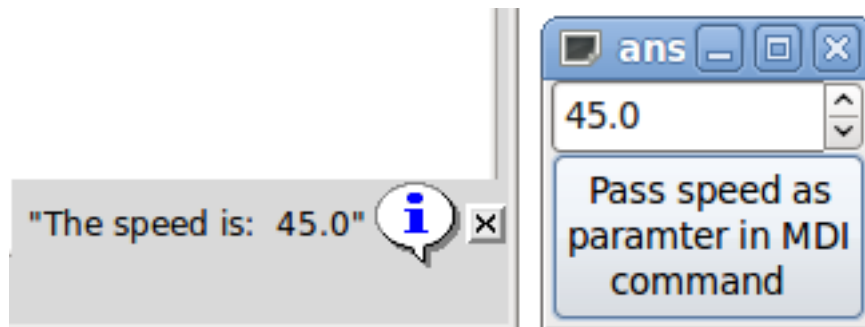 "The speed is:  45.0"
i
ans
45.0
Pass speed as
paramter in MDI
command